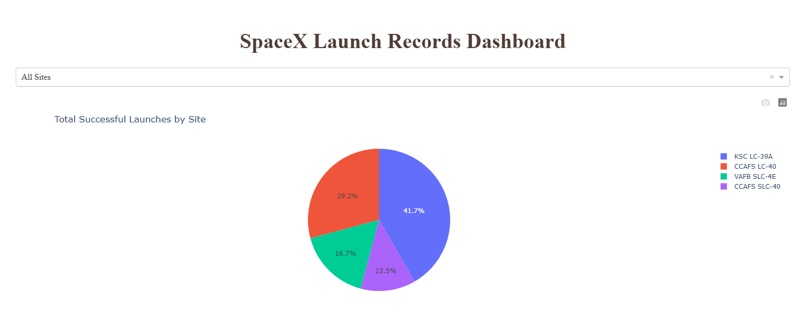 SpaceX Launch Records Dashboard
All Sites
Total Successful Launches by Site
KSC LC-39A
CCAFS LC-40
VAFB SLC-4E
CCAFS SLC-40
29.2%
41.7%
16.7%
12.5%